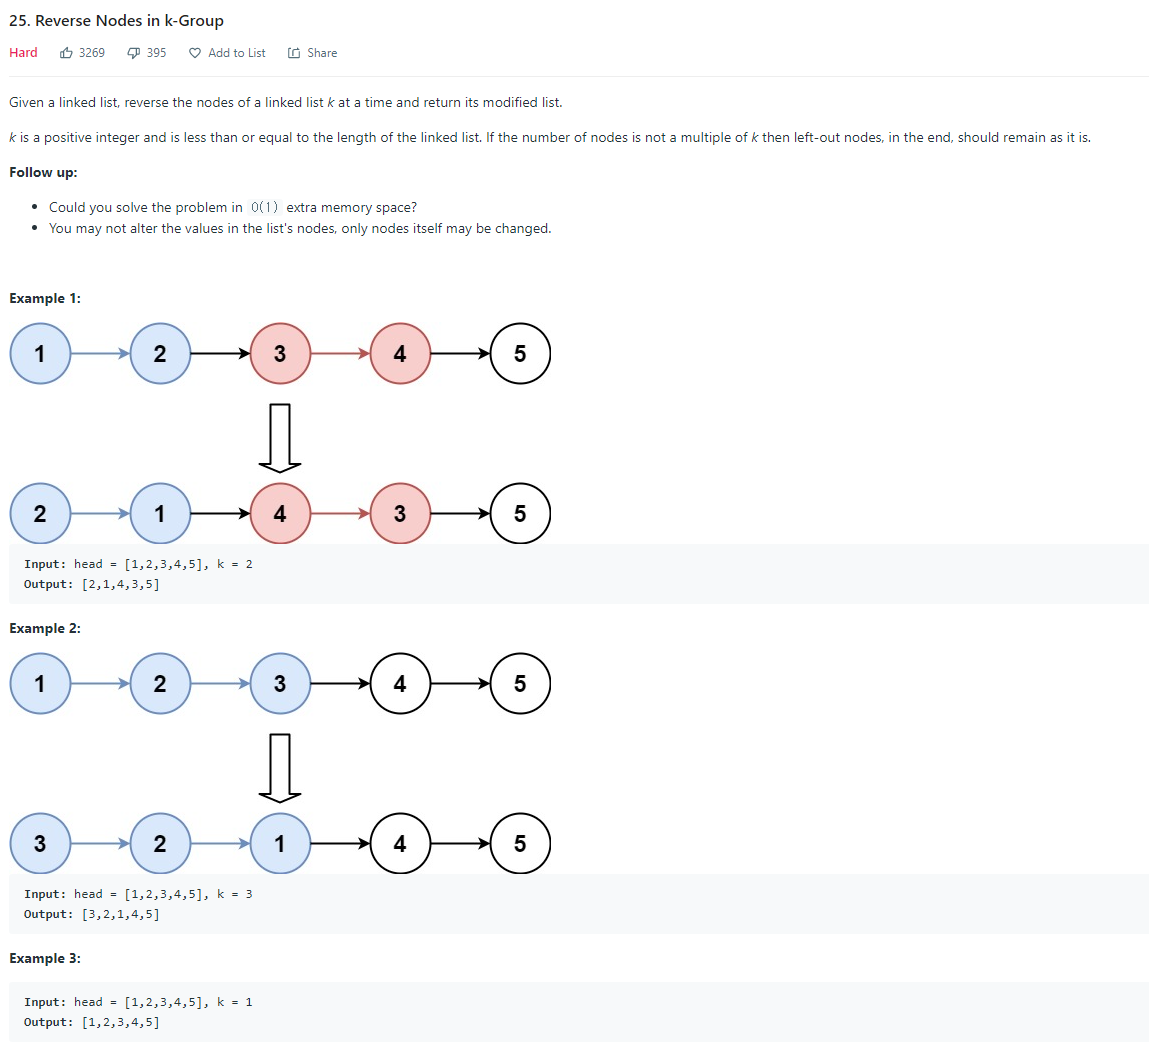 25. Reverse Nodes in k-Group
Hard 3269 395 Add to List Share
Given a linked list, reverse the nodes of a linked list k at a time and return its modified list.
k is a positive integer and is less than or equal to the length of the linked list. If the number of nodes is not a multiple of k then left-out nodes, in the end, should remain as it is.
Follow up:
• Could you solve the problem in O(1) extra memory space?
• You may not alter the values in the list's nodes, only nodes itself may be changed.
Example 1:
1 2 3 4 5
2 1 4 3 5
Input: head = [1,2,3,4,5], k = 2
Output: [2,1,4,3,5]
Example 2:
1 2 3 4 5
3 2 1 4 5
Input: head = [1,2,3,4,5], k = 3
Output: [3,2,1,4,5]
Example 3:
Input: head = [1,2,3,4,5], k = 1
Output: [1,2,3,4,5]